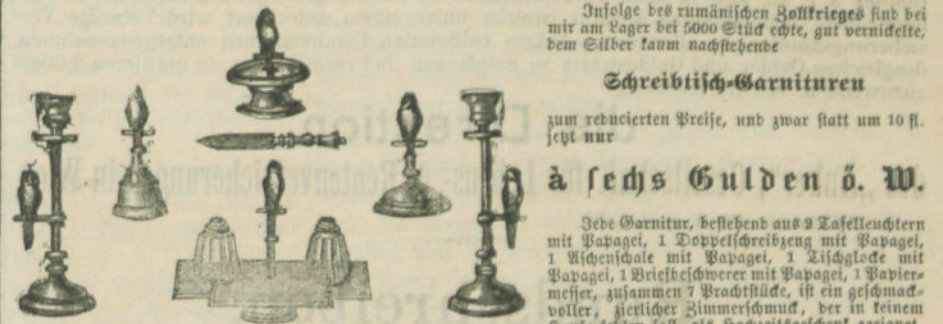 Infolge des rumänischen Zollkrieges sind bei
mir am Lager bei 5000 Stück echte, gut vernickelte,
dem Silber kaum nachstehende
Schreibtisch-Garnituren
zum reducirten Preise, und zwar statt um 10 fl.
jetzt nur
à sechs Gulden ö. W.
Jede Garnitur, bestehend aus 2 Tafelleuchtern
mit Papagei, 1 Doppelschreibzeug mit Papagei,
1 Aschenschale mit Papagei, 1 Tischglocke mit
Papagei, 1 Briefbeschwerer mit Papagei, 1 Papier-
messer, zusammen 7 Prachtstücke, ist ein geschmack-
voller, zierlicher Zimmerschmuck, der in keinem